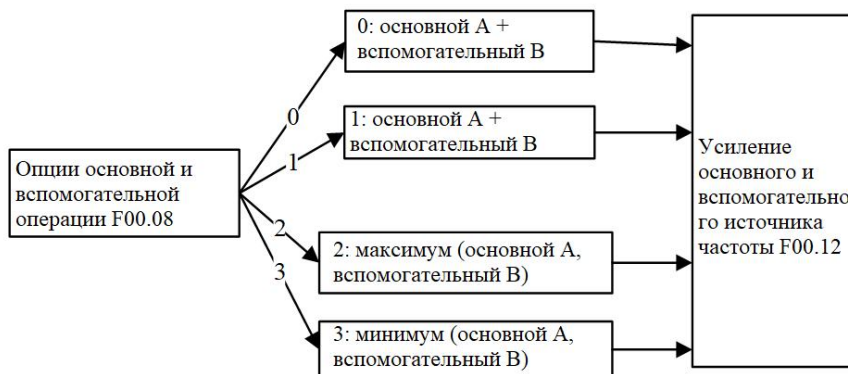 0: основной А +
вспомогательный В
0
1: основной А +
вспомогательный В
1
Опции основной и
вспомогательной
операции F00.08
2
2: максимум (основной А,
вспомогательный В)
3
3: минимум (основной А,
вспомогательный В)
Усиление
основного и
вспомогательно
го источника
частоты F00.12